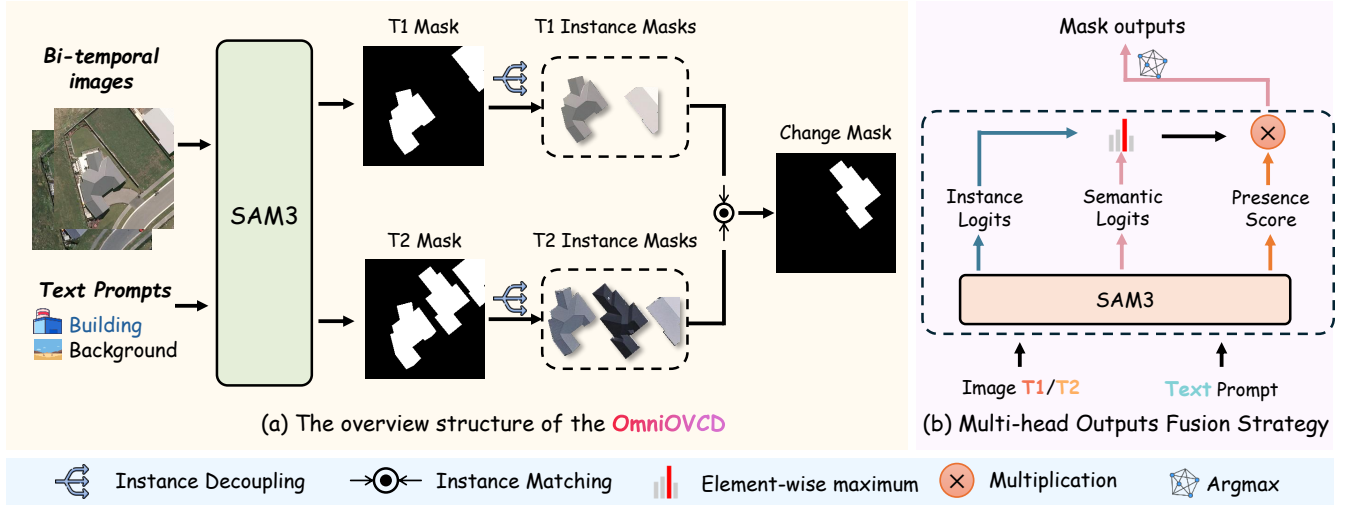 Bi-temporal
images
Text Prompts
Building
Background
SAM3
T1 Mask
T1 Instance Masks
T2 Mask
T2 Instance Masks
Change Mask
(a) The overview structure of the OmniOVCD
Mask outputs
Instance
Logits
Semantic
Logits
Presence
Score
SAM3
Image T1/T2
Text Prompt
(b) Multi-head Outputs Fusion Strategy
Instance Decoupling
Instance Matching
Element-wise maximum
Multiplication
Argmax